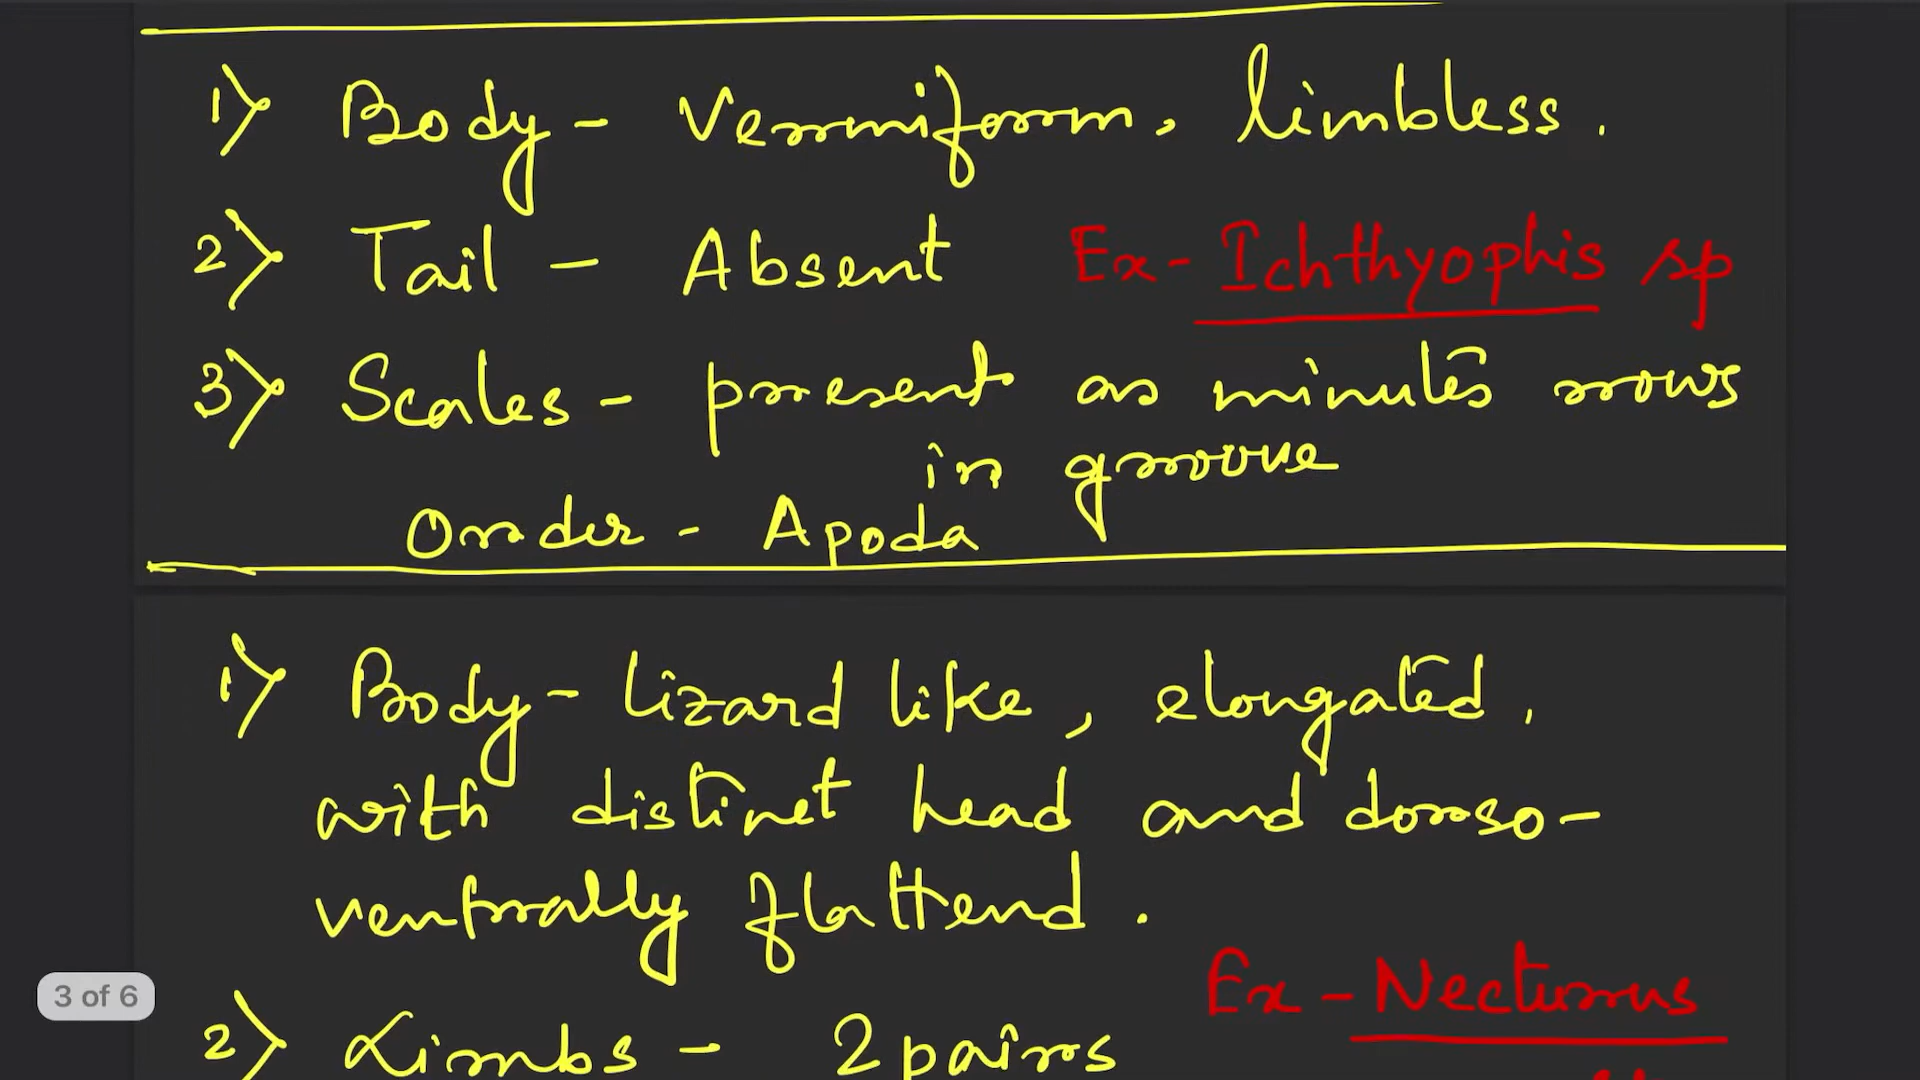 1) Body - Vermiform, limbless.
2) Tail - Absent Ex - Ichthyophis sp
3) Scales - present as minutes rows
in groove
Order - Apoda
1) Body - lizard like, elongated,
with distinct head and dorso-
ventrally flattend.
Ex - Necturus
3 of 6
2) Limbs - 2 pairs